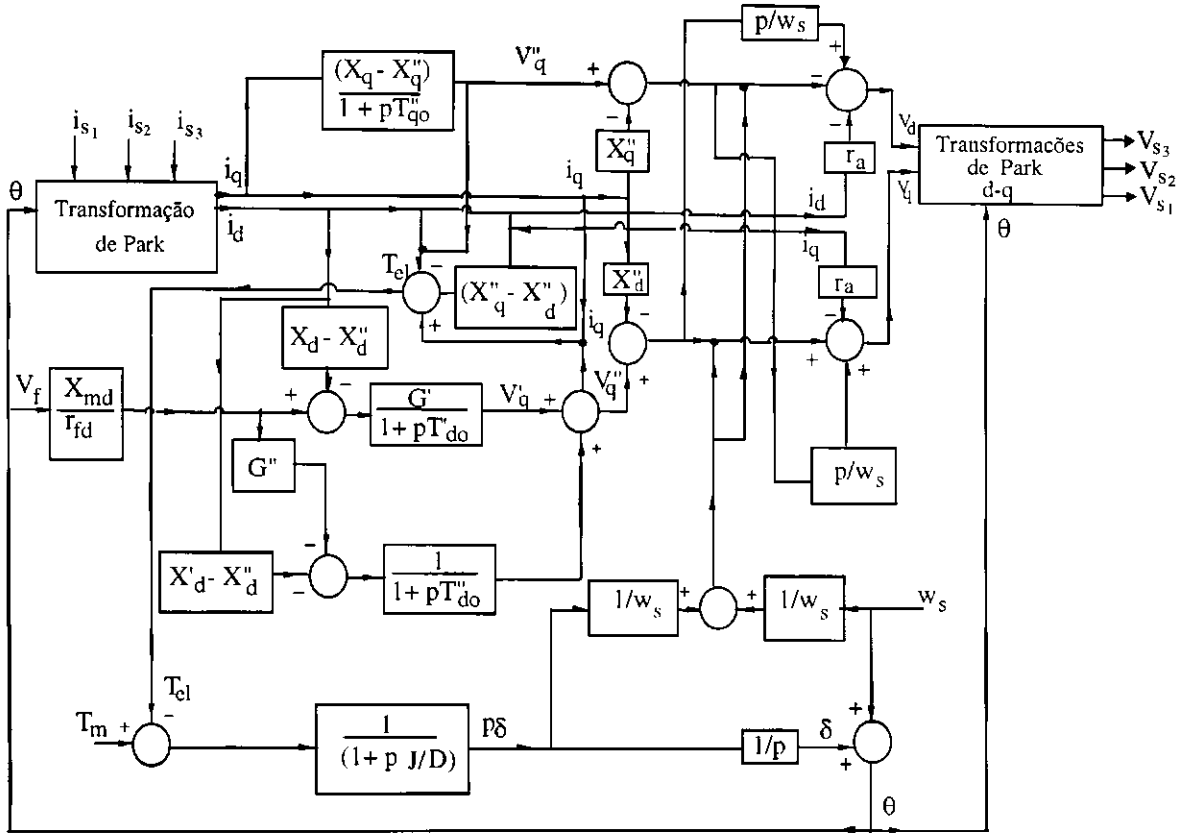 p/w_s
(X_q - X"_q)
1 + pT"_qo
V"_q
+
+
-
-
-
i_s1
i_s2
i_s3
X"_q
r_a
V_d
V_q
Transformacões
de Park
d-q
V_s3
V_s2
V_s1
θ
θ
Transformação
de Park
i_q
i_d
i_q
i_d
i_q
T_el
-
(X"_q - X"_d)
+
X"_d
r_a
i_q
-
-
+
+
+
X_d - X"_d
V_f
X_md
r_fd
+
-
G'
1 + pT'_do
V'_q
+
+
V"_q
G"
p/w_s
X'_d - X"_d
-
-
1
1 + pT"_do
1/w_s
+
+
1/w_s
w_s
T_el
T_m
+
-
1
(1 + p J/D)
pδ
1/p
δ
+
+
θ